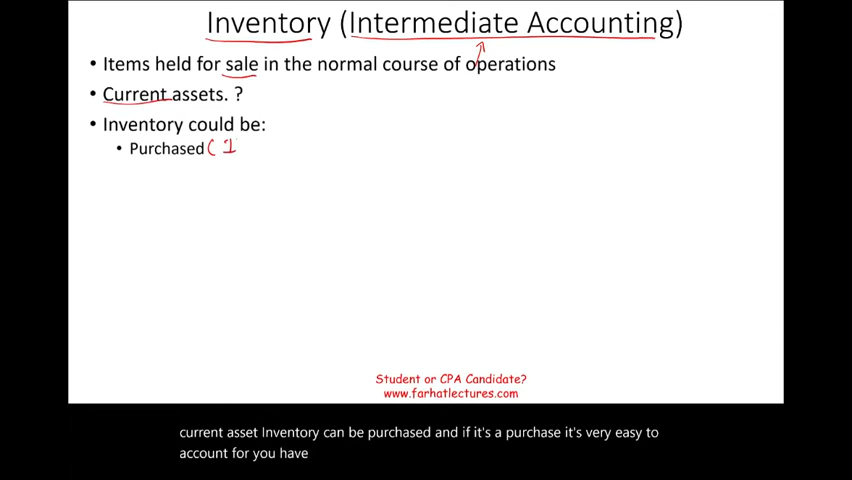 Inventory (Intermediate Accounting)
• Items held for sale in the normal course of operations
• Current assets. ?
• Inventory could be:
• Purchased ( I
Student or CPA Candidate?
www.farhatlectures.com
current asset Inventory can be purchased and if it's a purchase it's very easy to
account for you have